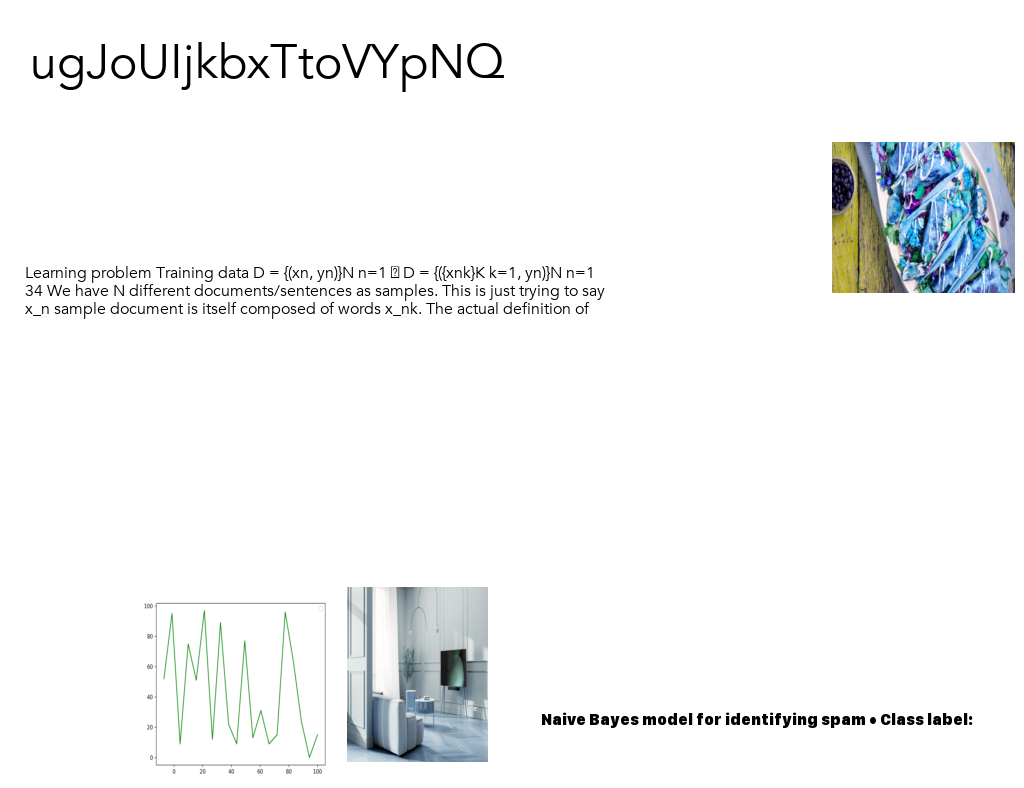 ugJoUIjkbxTtoVYpNQ
Learning problem Training data D = {(xn, yn)}N n=1 D = {({xnk}K k=1, yn)}N n=1
34 We have N different documents/sentences as samples. This is just trying to say
x_n sample document is itself composed of words x_nk. The actual definition of
100
80
60
40
20
0
0 20 40 60 80 100
Naive Bayes model for identifying spam • Class label: